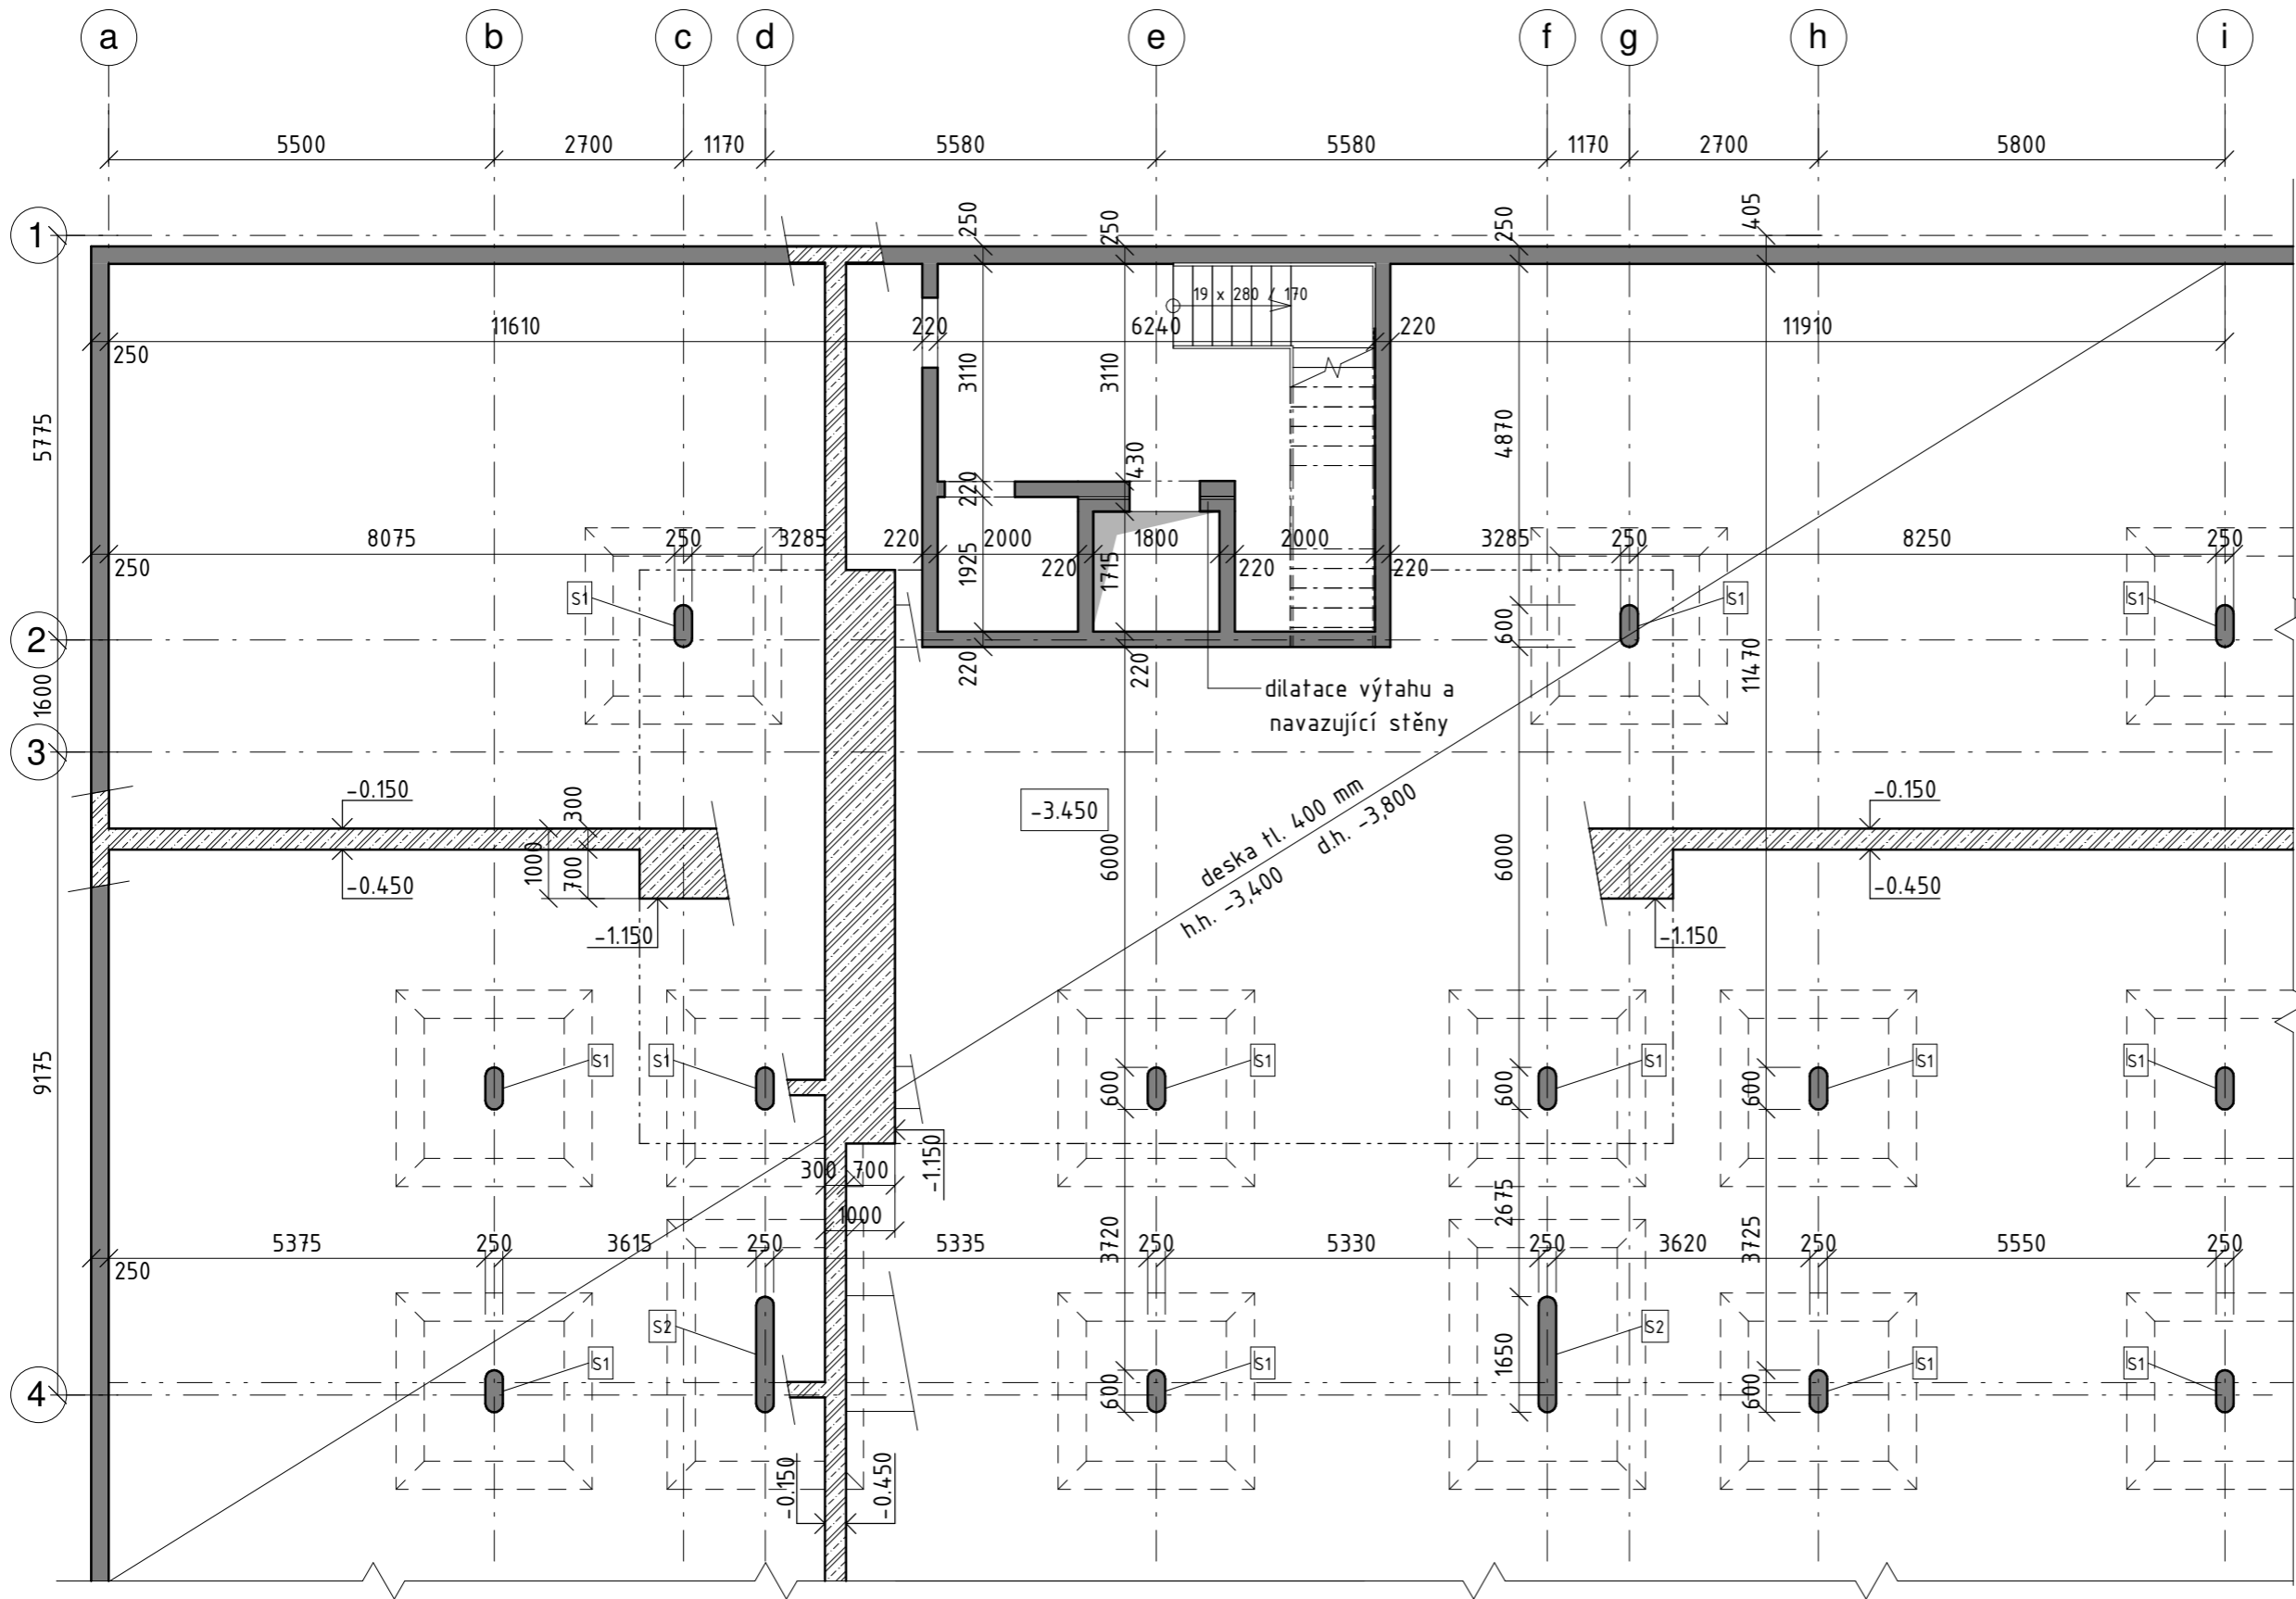 a b c d e f g h i
5500 2700 1170 5580 5580 1170 2700 5800
1
250 250 250 405
19 x 280 / 170
11610 220 6240 220 11910
250
5775 3110 3110 4870
430
220
8075 250 3285 220 2000 1800 2000 3285 250 8250 250
250 220 220 220
1925 1715
S1 S1 S1
600
2
220 220
1600 11470
dilatace výtahu a
navazující stěny
3
-0.150 300 -0.150
-3.450
deska tl. 400 mm
h.h. -3,400 d.h. -3,800
1000 700 6000 6000
-0.450 -0.450
-1.150 -1.150
9175
S1 S1 S1 S1 S1 S1
600 600 600
-1.150
300 700
1000
2675
5375 250 3615 250 5335 3720 250 5330 250 3620 3725 250 5550 250
250
S2 S2
1650
S1 S1 S1 S1
600 600
4
-0.150 -0.450